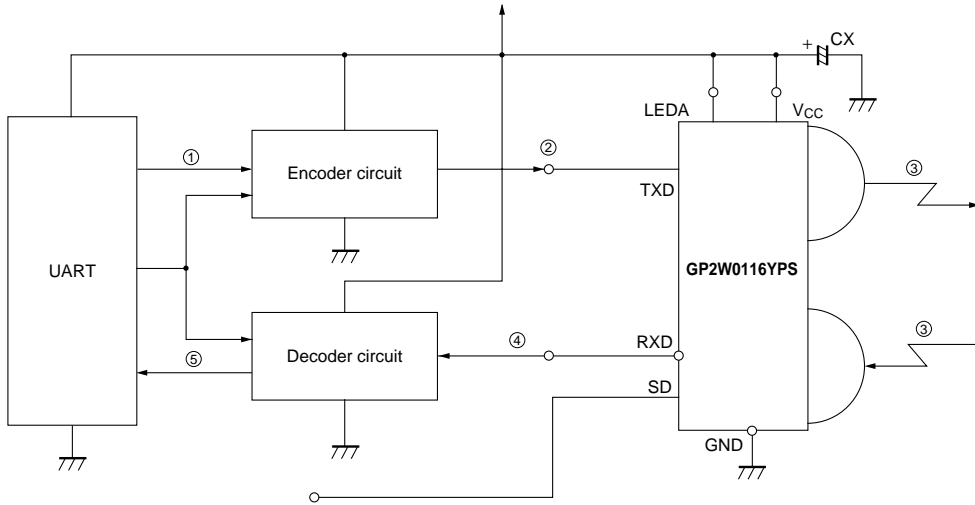 + CX
LEDA
VCC
①
②
③
Encoder circuit
TXD
UART
GP2W0116YPS
③
④
RXD
Decoder circuit
⑤
SD
GND